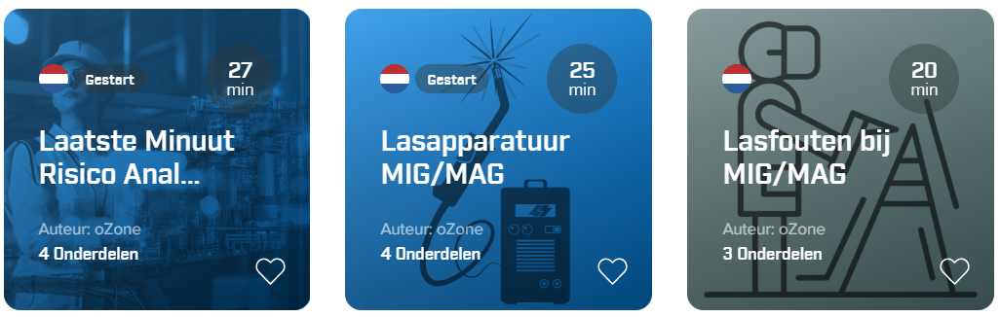 Gestart
27
min
Laatste Minuut
Risico Anal...
Auteur: oZone
4 Onderdelen
Gestart
25
min
Lasapparatuur
MIG/MAG
Auteur: oZone
4 Onderdelen
20
min
Lasfouten bij
MIG/MAG
Auteur: oZone
3 Onderdelen